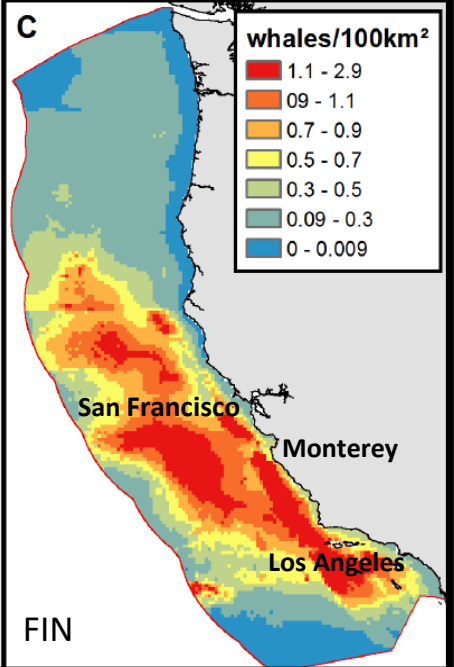 C
whales/100km²
1.1 - 2.9
09 - 1.1
0.7 - 0.9
0.5 - 0.7
0.3 - 0.5
0.09 - 0.3
0 - 0.009
San Francisco
Monterey
Los Angeles
FIN